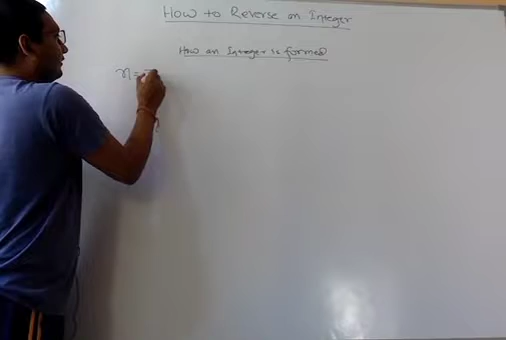 How to Reverse an Integer
How an Integer is formed
n =